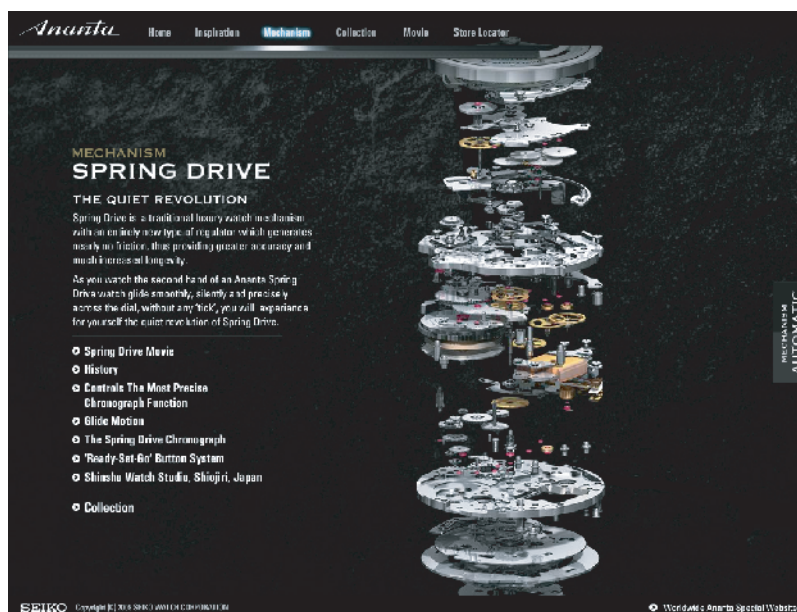 Ananta
Home Inspiration Mechanism Collection Movie Store Locator
MECHANISM
SPRING DRIVE
THE QUIET REVOLUTION
Spring Drive is a traditional luxury watch mechanism
with an entirely new type of regulator which generates
nearly no friction, thus providing greater accuracy and
much increased longevity.
As you watch the second hand of an Ananta Spring
Drive watch glide smoothly, silently and precisely
across the dial, without any 'tick', you will experience
for yourself the quiet revolution of Spring Drive.
Spring Drive Movie
History
Controls The Most Precise
Chronograph Function
Glide Motion
The Spring Drive Chronograph
'Ready-Set-Go' Button System
Shinshu Watch Studio, Shiojiri, Japan
Collection
MECHANISM
AUTOMATIC
SEIKO Copyright (C) SEIKO WATCH CORPORATION
Worldwide Ananta Special Website